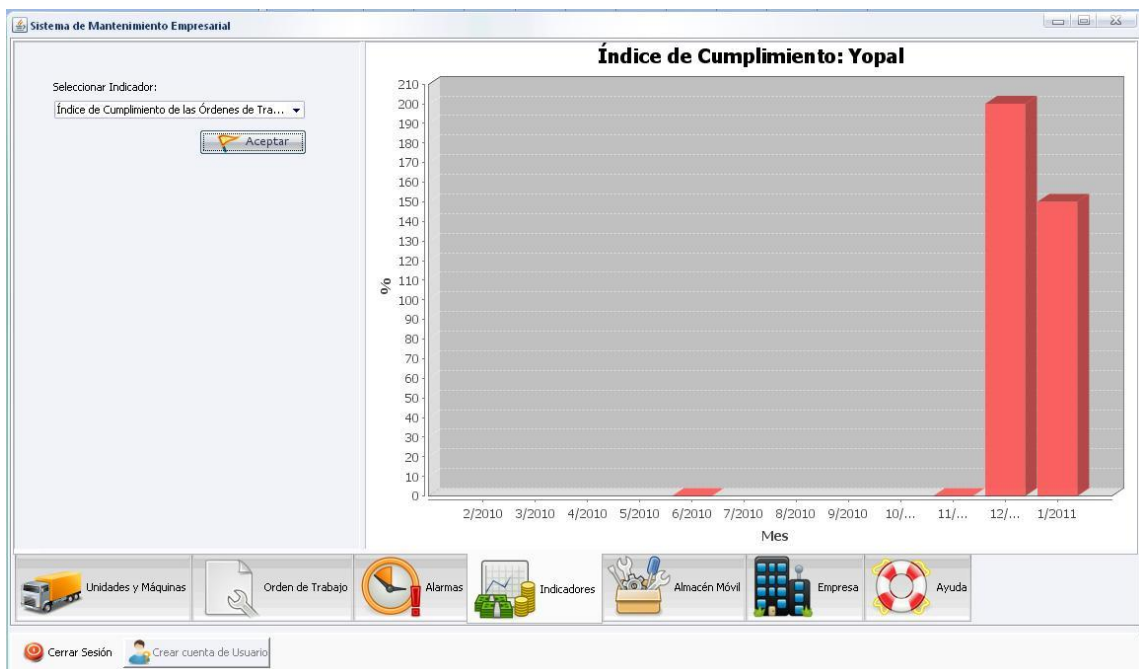 Sistema de Mantenimiento Empresarial
Seleccionar Indicador:
Índice de Cumplimiento de las Órdenes de Tra...
Aceptar
Índice de Cumplimiento: Yopal
210
200
190
180
170
160
150
140
130
120
110
100
90
80
70
60
50
40
30
20
10
0
%
2/2010 3/2010 4/2010 5/2010 6/2010 7/2010 8/2010 9/2010 10/... 11/... 12/... 1/2011
Mes
Unidades y Máquinas Orden de Trabajo Alarmas Indicadores Almacén Móvil Empresa Ayuda
Cerrar Sesión Crear cuenta de Usuario